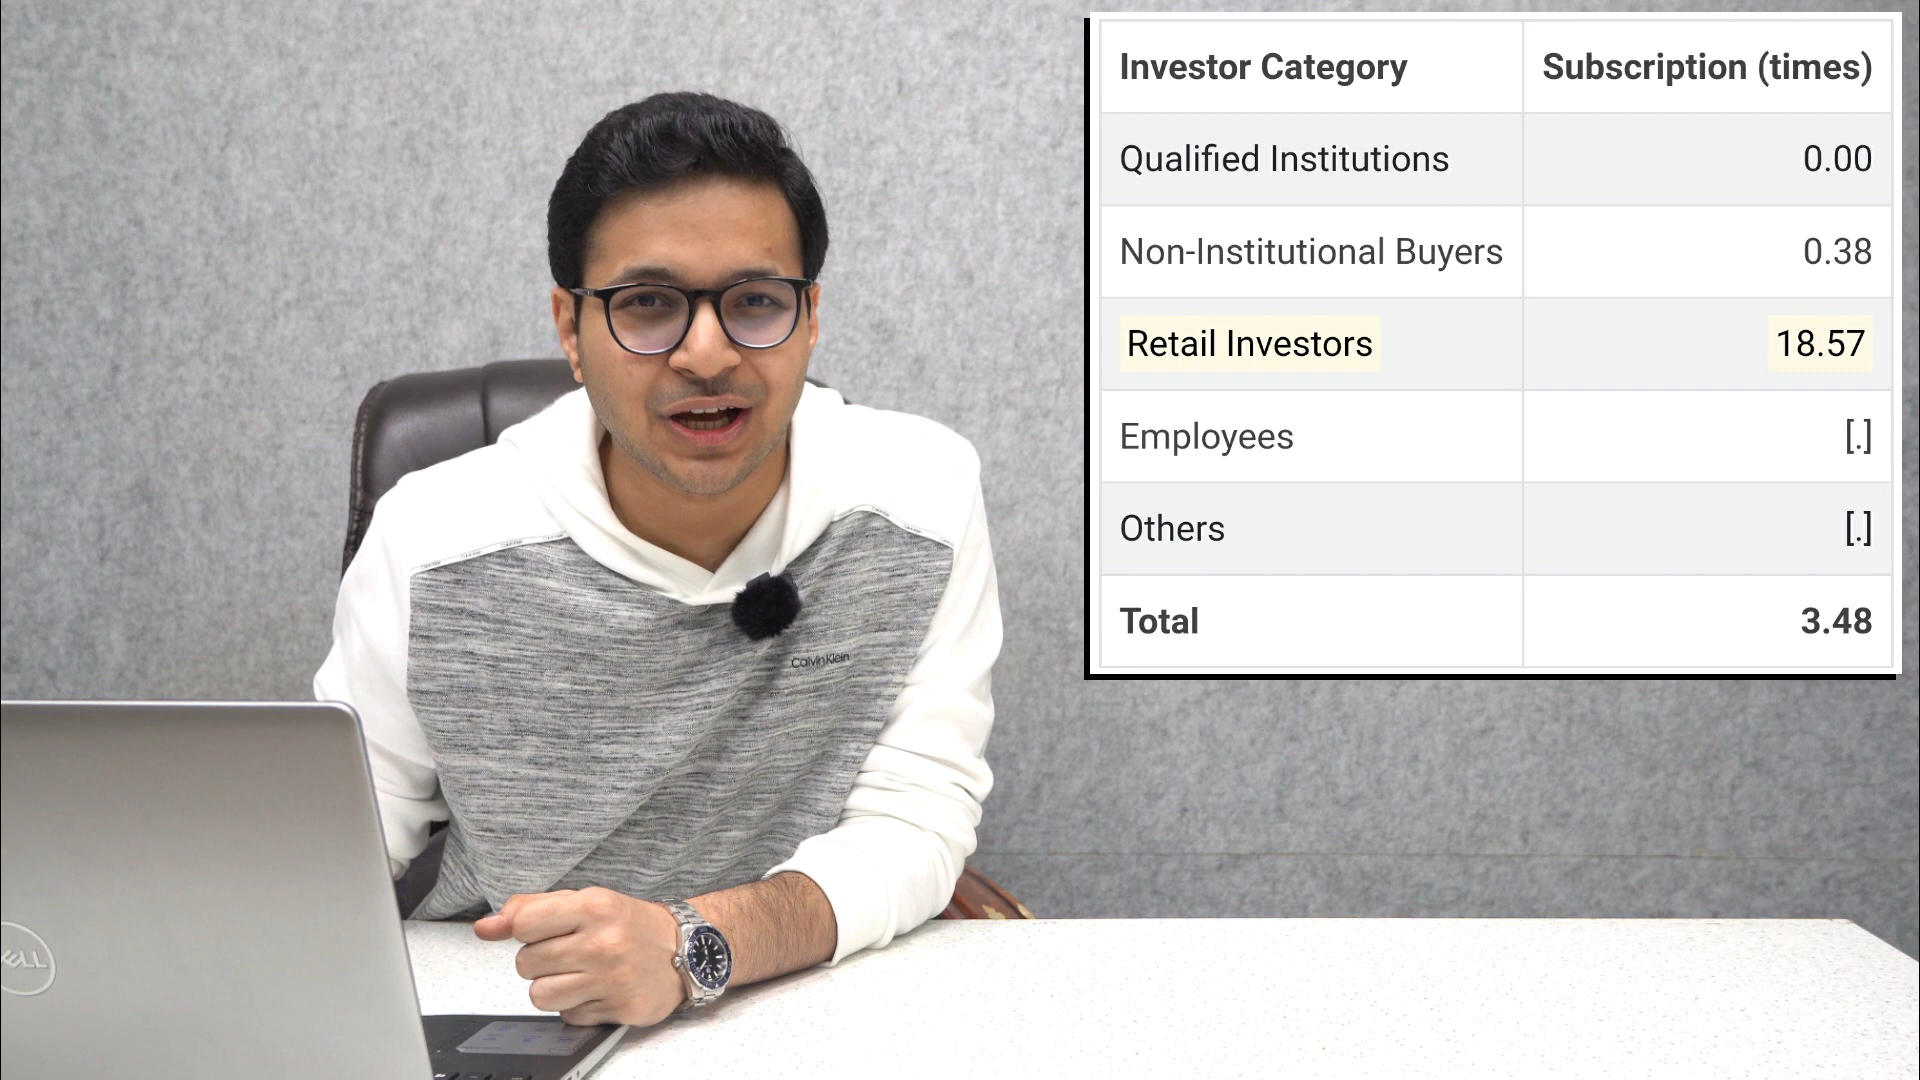 Investor Category Subscription (times)
Qualified Institutions 0.00
Non-Institutional Buyers 0.38
Retail Investors 18.57
Employees [.]
Others [.]
Total 3.48
Calvin Klein
DELL